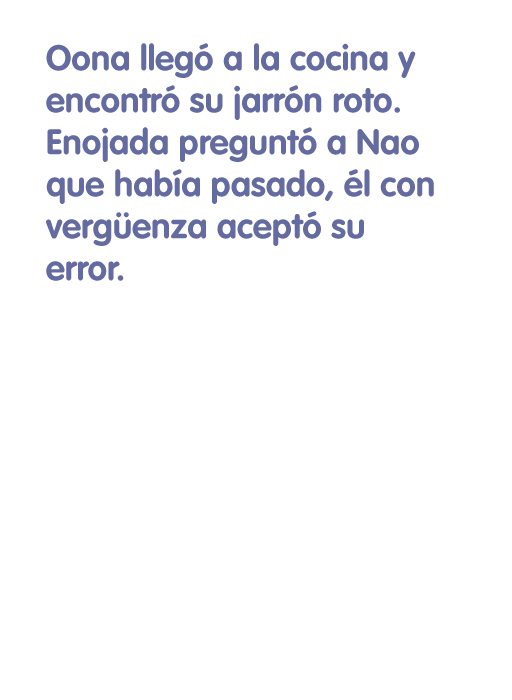 Oona llegó a la cocina y
encontró su jarrón roto.
Enojada preguntó a Nao
que había pasado, él con
vergüenza aceptó su
error.